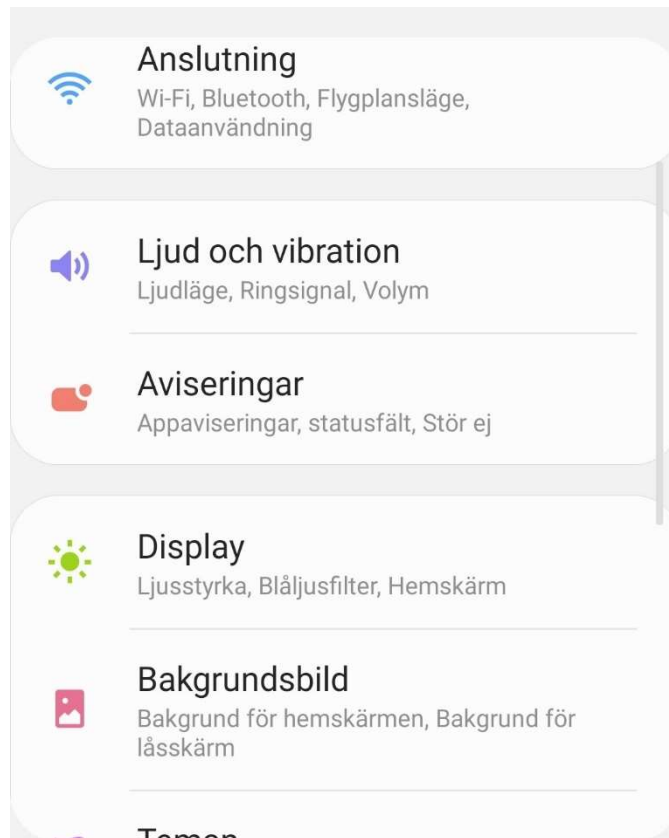 Anslutning
Wi-Fi, Bluetooth, Flygplansläge,
Dataanvändning
Ljud och vibration
Ljudläge, Ringsignal, Volym
Aviseringar
Appaviseringar, statusfält, Stör ej
Display
Ljusstyrka, Blåljusfilter, Hemskärm
Bakgrundsbild
Bakgrund för hemskärmen, Bakgrund för
låsskärm